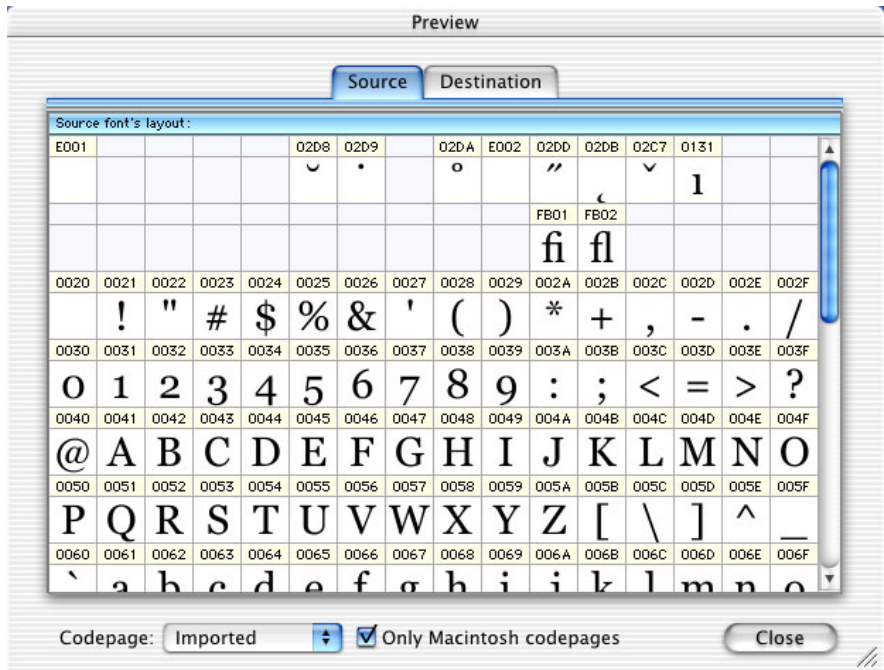 Preview
Source Destination
Source font's layout:
E001 02D8 02D9 02DA E002 02DD 02DB 02C7 0131
˘ ˙ ˚ ˝ ˛ ˇ ı
FB01 FB02
fi fl
0020 0021 0022 0023 0024 0025 0026 0027 0028 0029 002A 002B 002C 002D 002E 002F
! " # $ % & ' ( ) * + , - . /
0030 0031 0032 0033 0034 0035 0036 0037 0038 0039 003A 003B 003C 003D 003E 003F
0 1 2 3 4 5 6 7 8 9 : ; < = > ?
0040 0041 0042 0043 0044 0045 0046 0047 0048 0049 004A 004B 004C 004D 004E 004F
@ A B C D E F G H I J K L M N O
0050 0051 0052 0053 0054 0055 0056 0057 0058 0059 005A 005B 005C 005D 005E 005F
P Q R S T U V W X Y Z [ \ ] ^ _
0060 0061 0062 0063 0064 0065 0066 0067 0068 0069 006A 006B 006C 006D 006E 006F
` a b c d e f g h i j k l m n o
Codepage: Imported Only Macintosh codepages Close